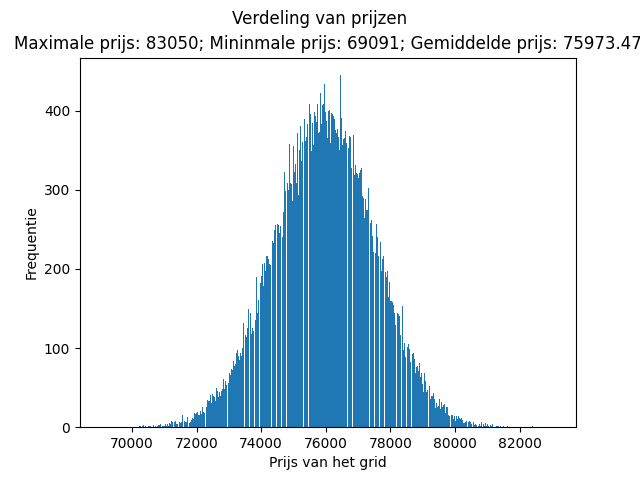 Verdeling van prijzen
Maximale prijs: 83050; Mininmale prijs: 69091; Gemiddelde prijs: 75973.47
400
300
200
100
0
Frequentie
70000 72000 74000 76000 78000 80000 82000
Prijs van het grid